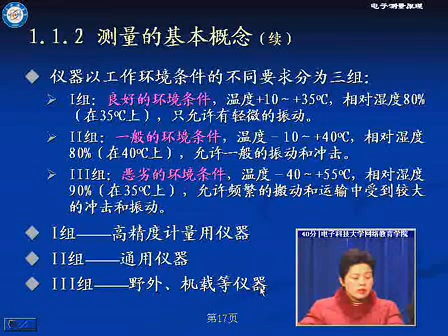 电子测量原理
1.1.2 测量的基本概念(续)
仪器以工作环境条件的不同要求分为三组:
I组:良好的环境条件,温度+10~+35℃,相对湿度80%
(在35℃上),只允许有轻微的振动。
II组:一般的环境条件,温度-10~+40℃,相对湿度
80%(在40℃上),允许一般的振动和冲击。
III组:恶劣的环境条件,温度-40~+55℃,相对湿度
90%(在35℃上),允许频繁的搬动和运输中受到较大
的冲击和振动。
I组——高精度计量用仪器
II组——通用仪器
III组——野外、机载等仪器
40分|电子科技大学网络教育学院
第17页